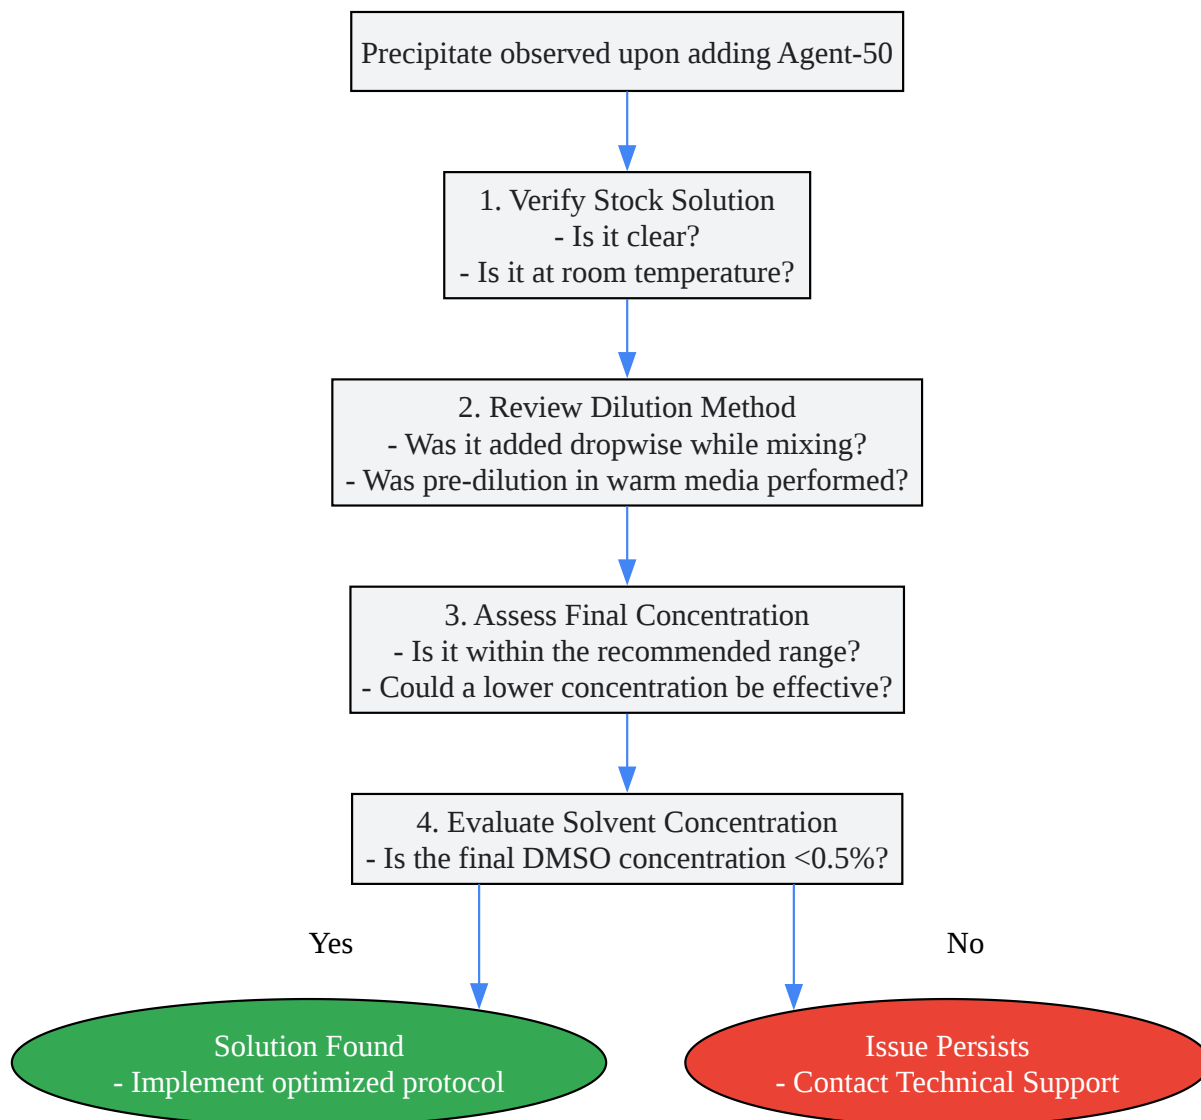 Precipitate observed upon adding Agent-50
1. Verify Stock Solution
- Is it clear?
- Is it at room temperature?
2. Review Dilution Method
- Was it added dropwise while mixing?
- Was pre-dilution in warm media performed?
3. Assess Final Concentration
- Is it within the recommended range?
- Could a lower concentration be effective?
4. Evaluate Solvent Concentration
- Is the final DMSO concentration <0.5%?
Yes
No
Solution Found
- Implement optimized protocol
Issue Persists
- Contact Technical Support